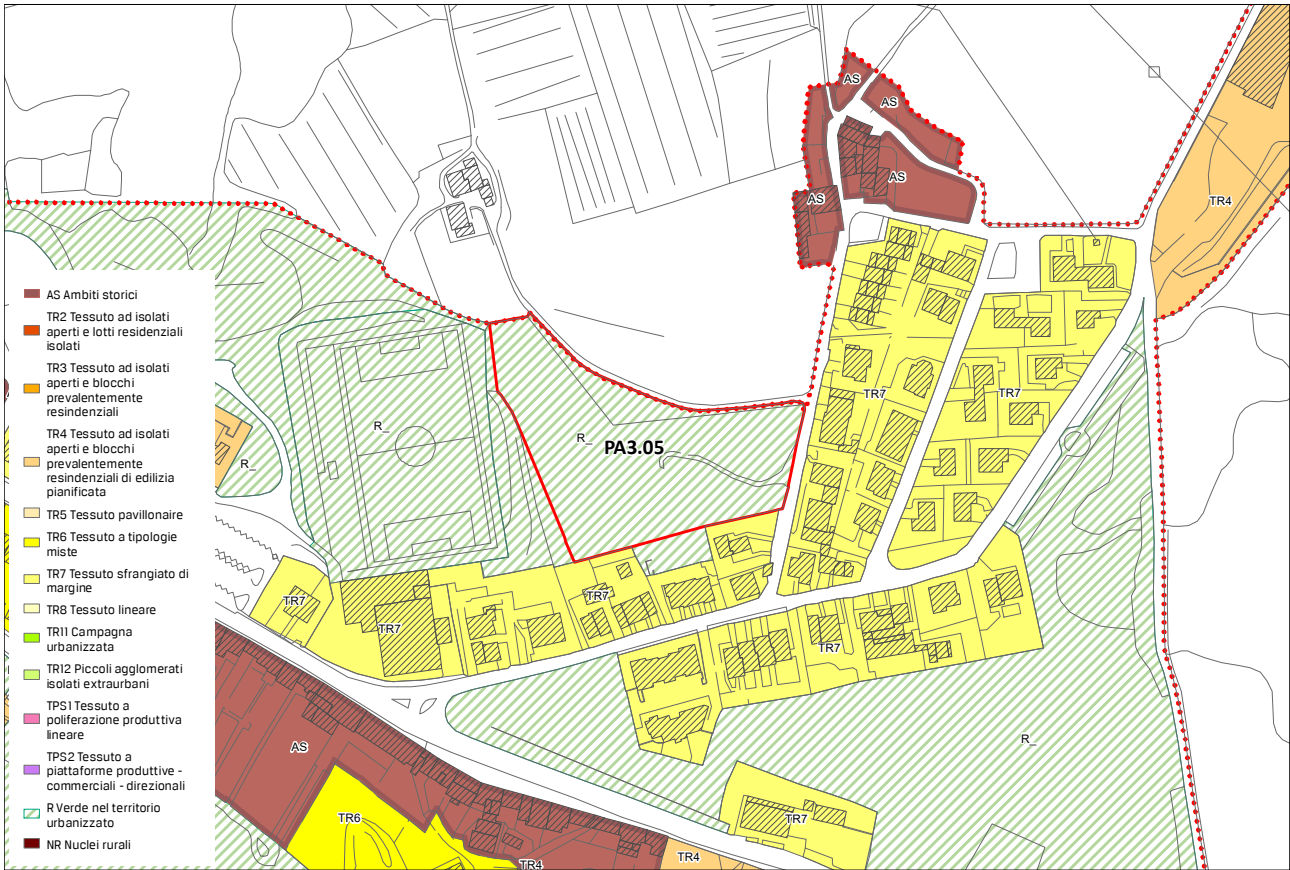 AS
AS
AS
AS
TR4
TR7
TR7
R_
R_
PA3.05
R_
TR7
TR7
TR7
TR7
R_
AS
TR6
TR7
TR4
TR4
AS Ambiti storici
TR2 Tessuto ad isolati
aperti e lotti residenziali
isolati
TR3 Tessuto ad isolati
aperti e blocchi
prevalentemente
resindenziali
TR4 Tessuto ad isolati
aperti e blocchi
prevalentemente
resindenziali di edilizia
pianificata
TR5 Tessuto pavillonaire
TR6 Tessuto a tipologie
miste
TR7 Tessuto sfrangiato di
margine
TR8 Tessuto lineare
TR11 Campagna
urbanizzata
TR12 Piccoli agglomerati
isolati extraurbani
TPS1 Tessuto a
poliferazione produttiva
lineare
TPS2 Tessuto a
piattaforme produttive -
commerciali - direzionali
R Verde nel territorio
urbanizzato
NR Nuclei rurali